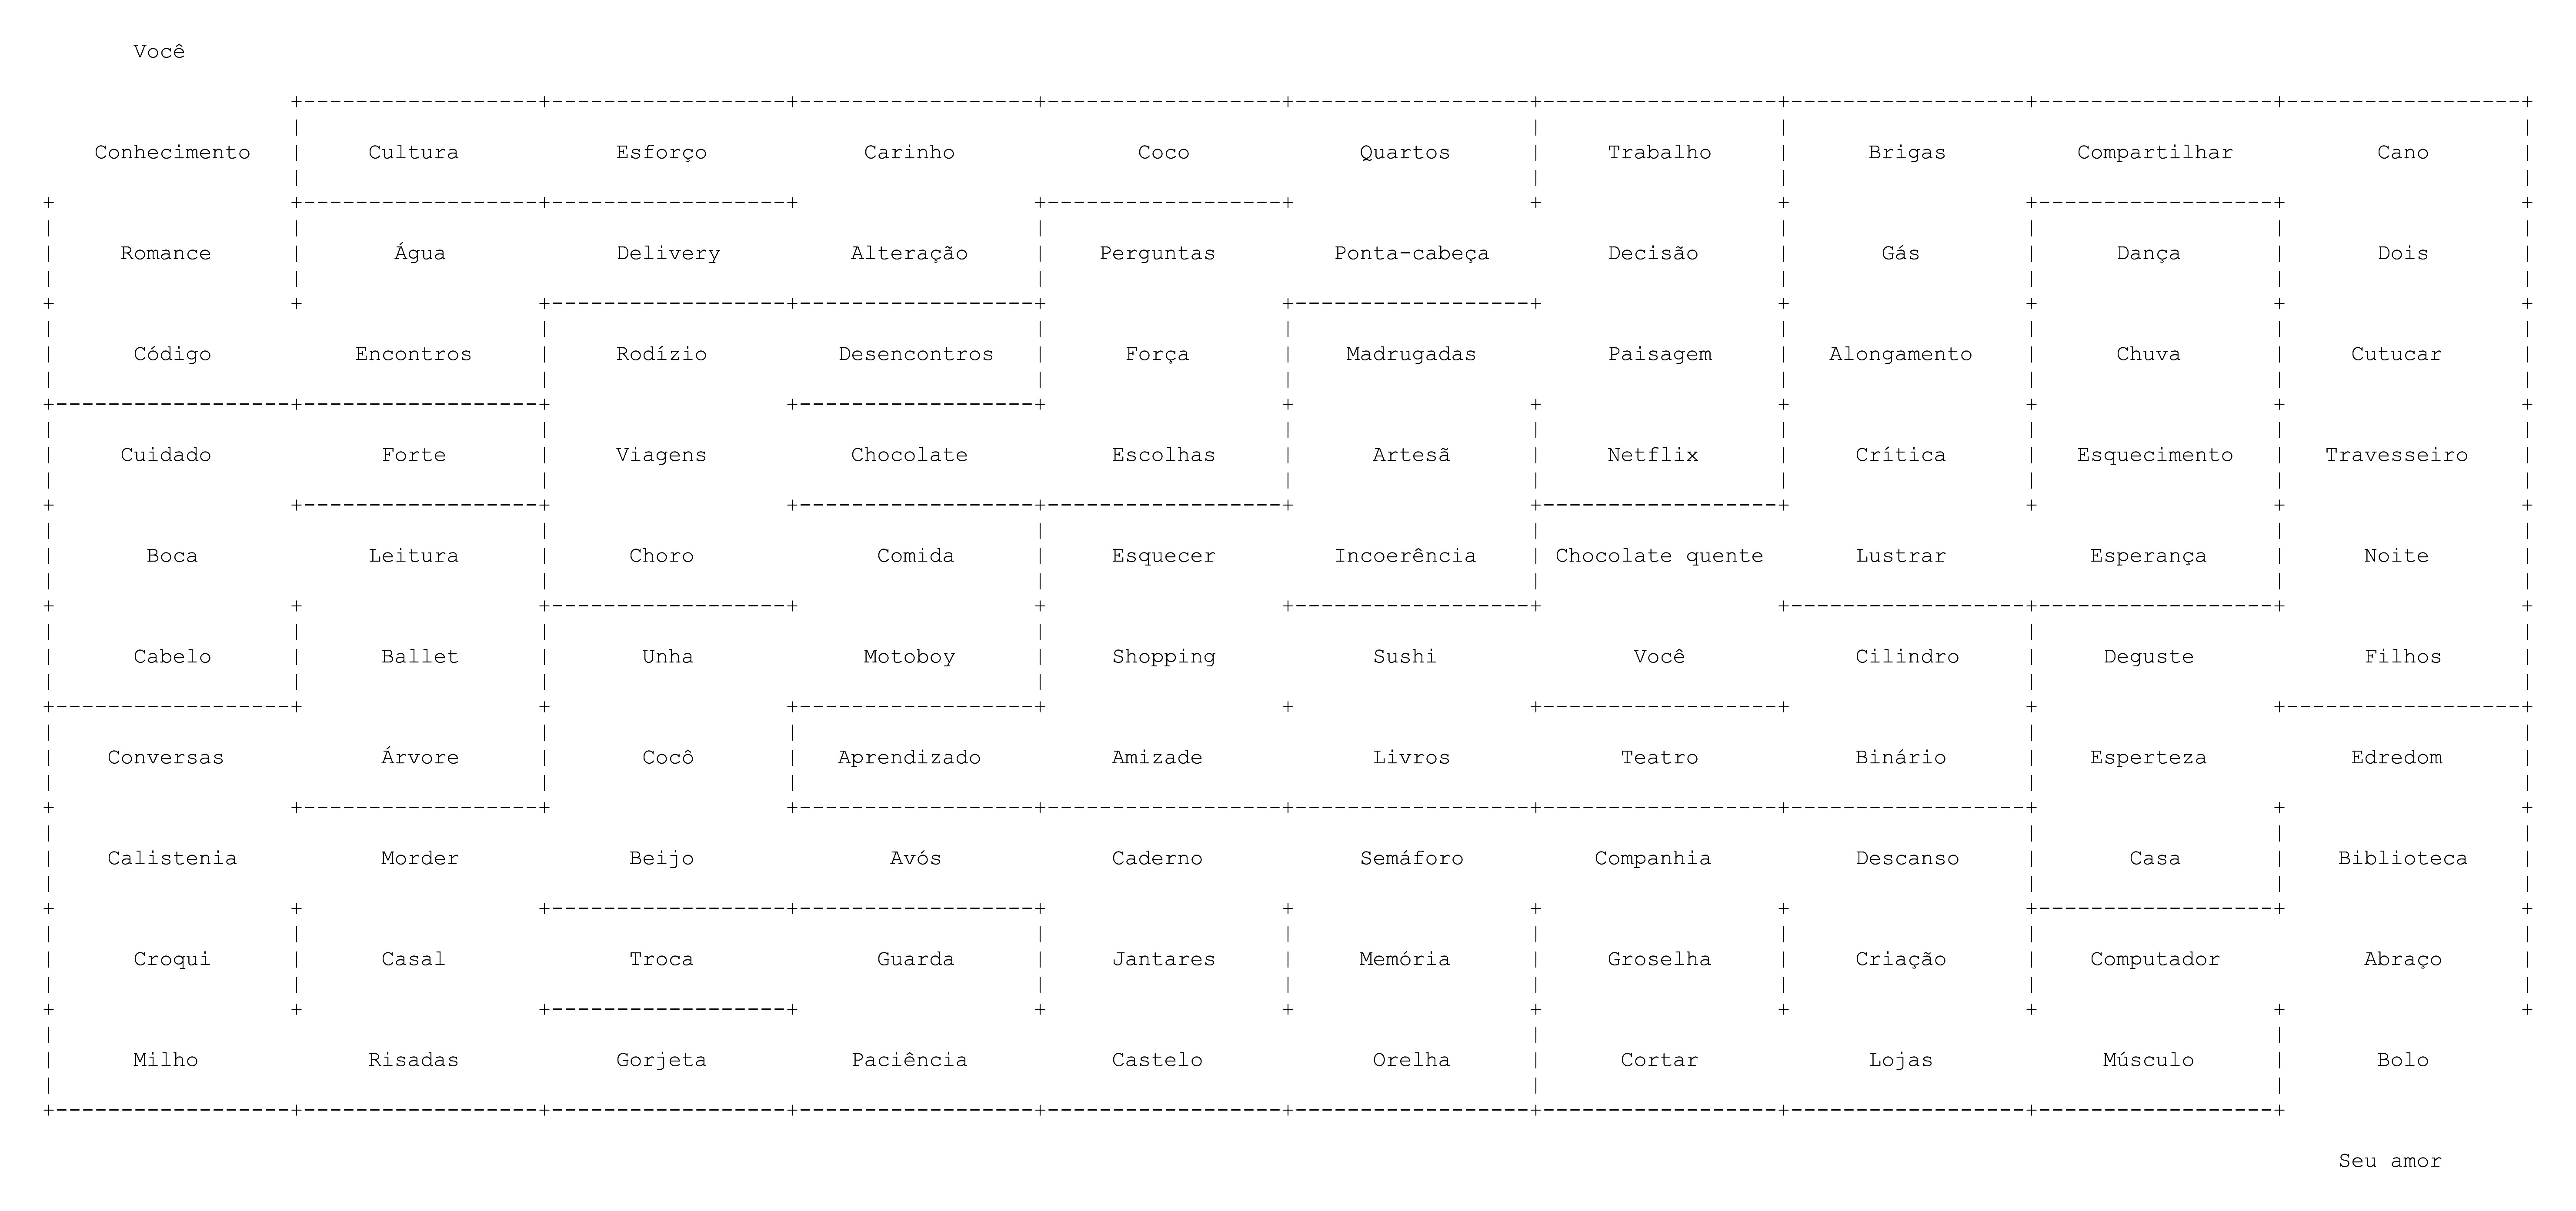 Você
Conhecimento Cultura Esforço Carinho Coco Quartos Trabalho Brigas Compartilhar Cano
Romance Água Delivery Alteração Perguntas Ponta-cabeça Decisão Gás Dança Dois
Código Encontros Rodízio Desencontros Força Madrugadas Paisagem Alongamento Chuva Cutucar
Cuidado Forte Viagens Chocolate Escolhas Artesã Netflix Crítica Esquecimento Travesseiro
Boca Leitura Choro Comida Esquecer Incoerência Chocolate quente Lustrar Esperança Noite
Cabelo Ballet Unha Motoboy Shopping Sushi Você Cilindro Deguste Filhos
Conversas Árvore Cocô Aprendizado Amizade Livros Teatro Binário Esperteza Edredom
Calistenia Morder Beijo Avós Caderno Semáforo Companhia Descanso Casa Biblioteca
Croqui Casal Troca Guarda Jantares Memória Groselha Criação Computador Abraço
Milho Risadas Gorjeta Paciência Castelo Orelha Cortar Lojas Músculo Bolo
Seu amor